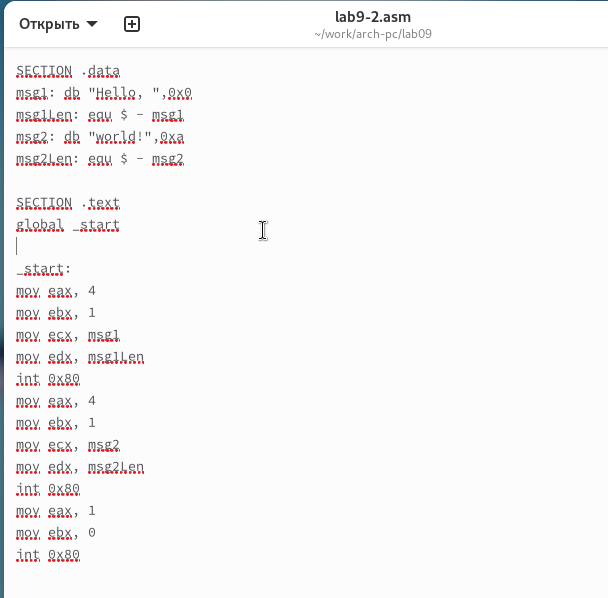 Открыть
lab9-2.asm
~/work/arch-pc/lab09
SECTION .data
msg1: db "Hello, ",0x0
msg1Len: equ $ - msg1
msg2: db "world!",0xa
msg2Len: equ $ - msg2
SECTION .text
global _start
_start:
mov eax, 4
mov ebx, 1
mov ecx, msg1
mov edx, msg1Len
int 0x80
mov eax, 4
mov ebx, 1
mov ecx, msg2
mov edx, msg2Len
int 0x80
mov eax, 1
mov ebx, 0
int 0x80